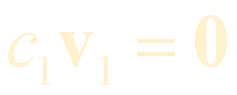 c₁v₁ = 0